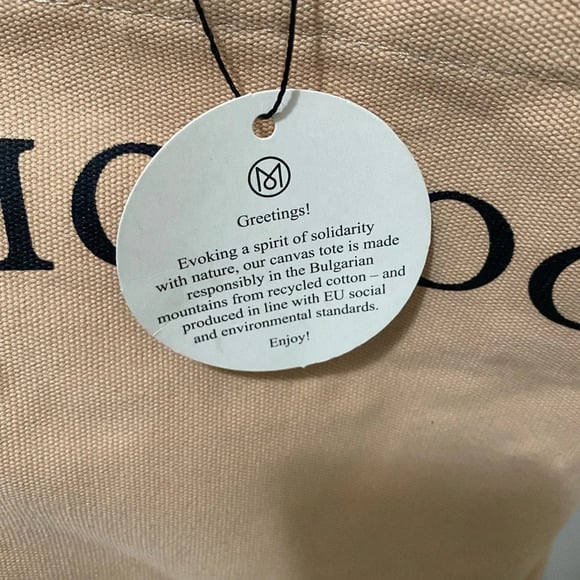 Greetings!
Evoking a spirit of solidarity
with nature, our canvas tote is made
responsibly in the Bulgarian
mountains from recycled cotton – and
produced in line with EU social
and environmental standards.
Enjoy!